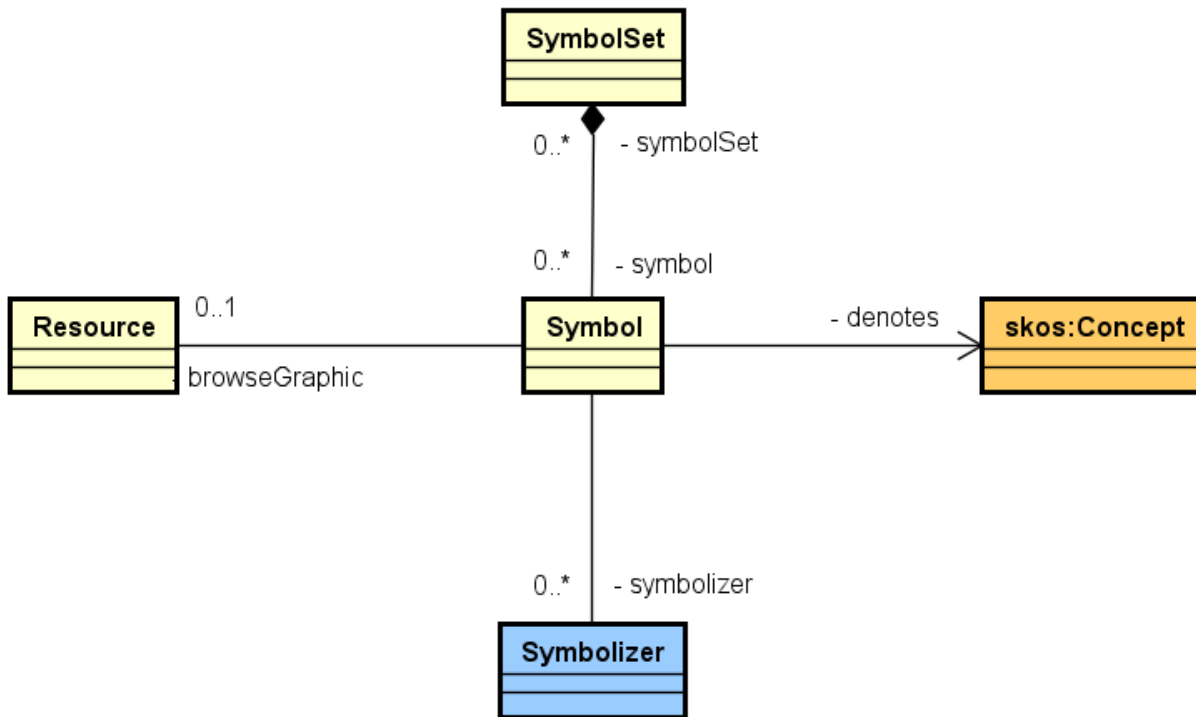 SymbolSet
0..*
- symbolSet
0..*
- symbol
Resource
0..1
- browseGraphic
Symbol
- denotes
skos:Concept
0..*
- symbolizer
Symbolizer